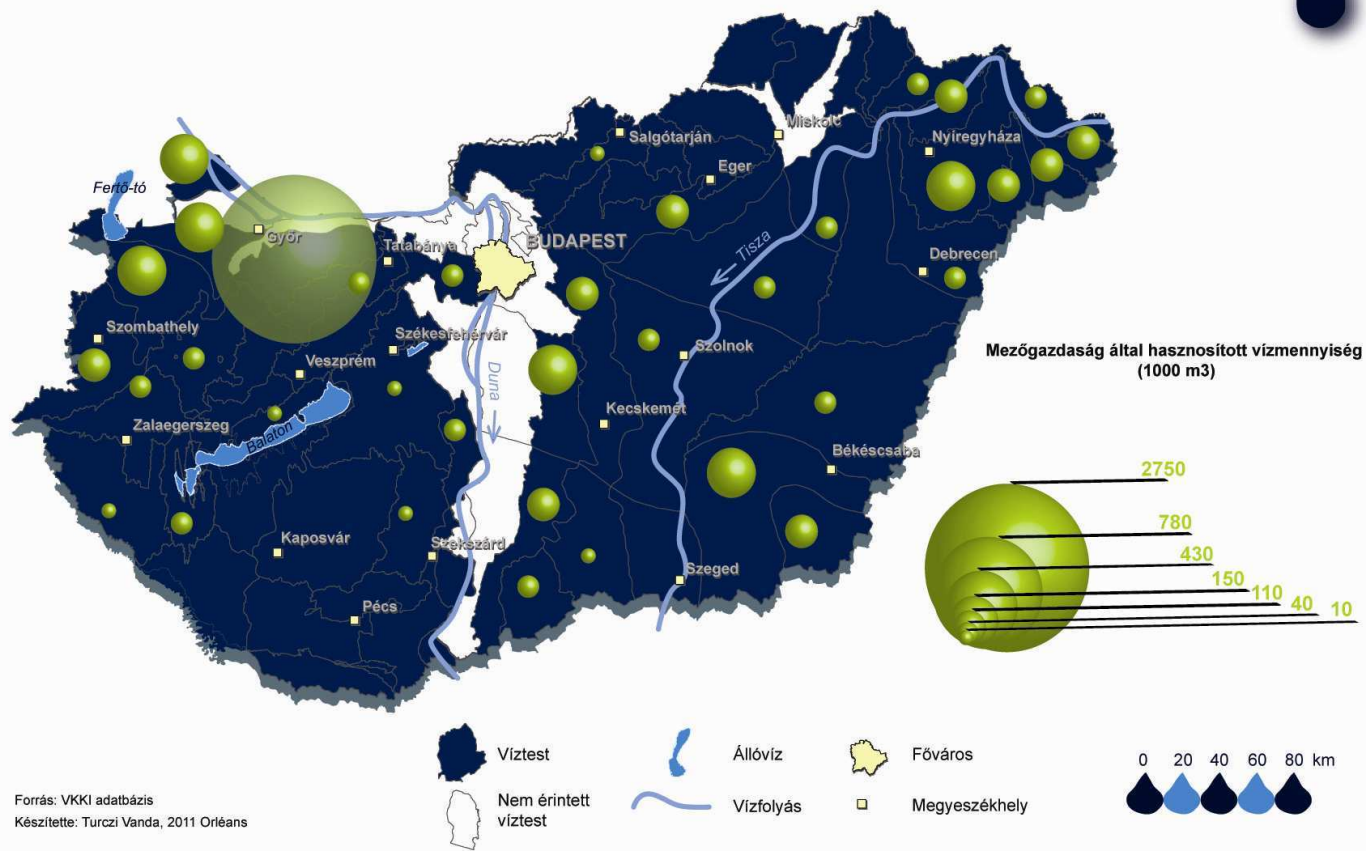 Salgótarján
Miskolc
Nyíregyháza
Eger
Fertő-tó
Győr
Tatabánya
BUDAPEST
Tisza
Debrecen
Szombathely
Székesfehérvár
Veszprém
Szolnok
Duna
Mezőgazdaság által hasznosított vízmennyiség
(1000 m3)
Zalaegerszeg
Balaton
Kecskemét
Békéscsaba
2750
780
430
150
110
40
10
Kaposvár
Szekszárd
Szeged
Pécs
Víztest
Állóvíz
Főváros
Nem érintett
víztest
Vízfolyás
Megyeszékhely
0 20 40 60 80 km
Forrás: VKKI adatbázis
Készítette: Turczi Vanda, 2011 Orléans